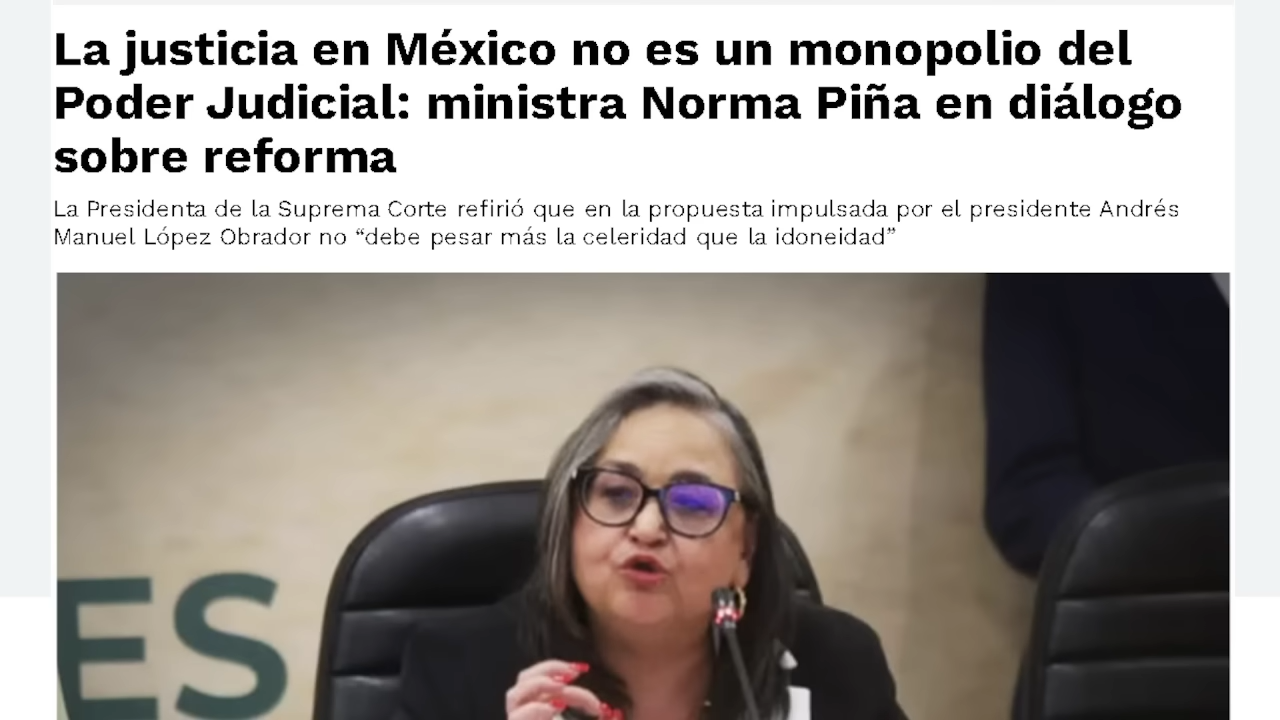 La justicia en México no es un monopolio del
Poder Judicial: ministra Norma Piña en diálogo
sobre reforma
La Presidenta de la Suprema Corte refirió que en la propuesta impulsada por el presidente Andrés
Manuel López Obrador no “debe pesar más la celeridad que la idoneidad”
ES